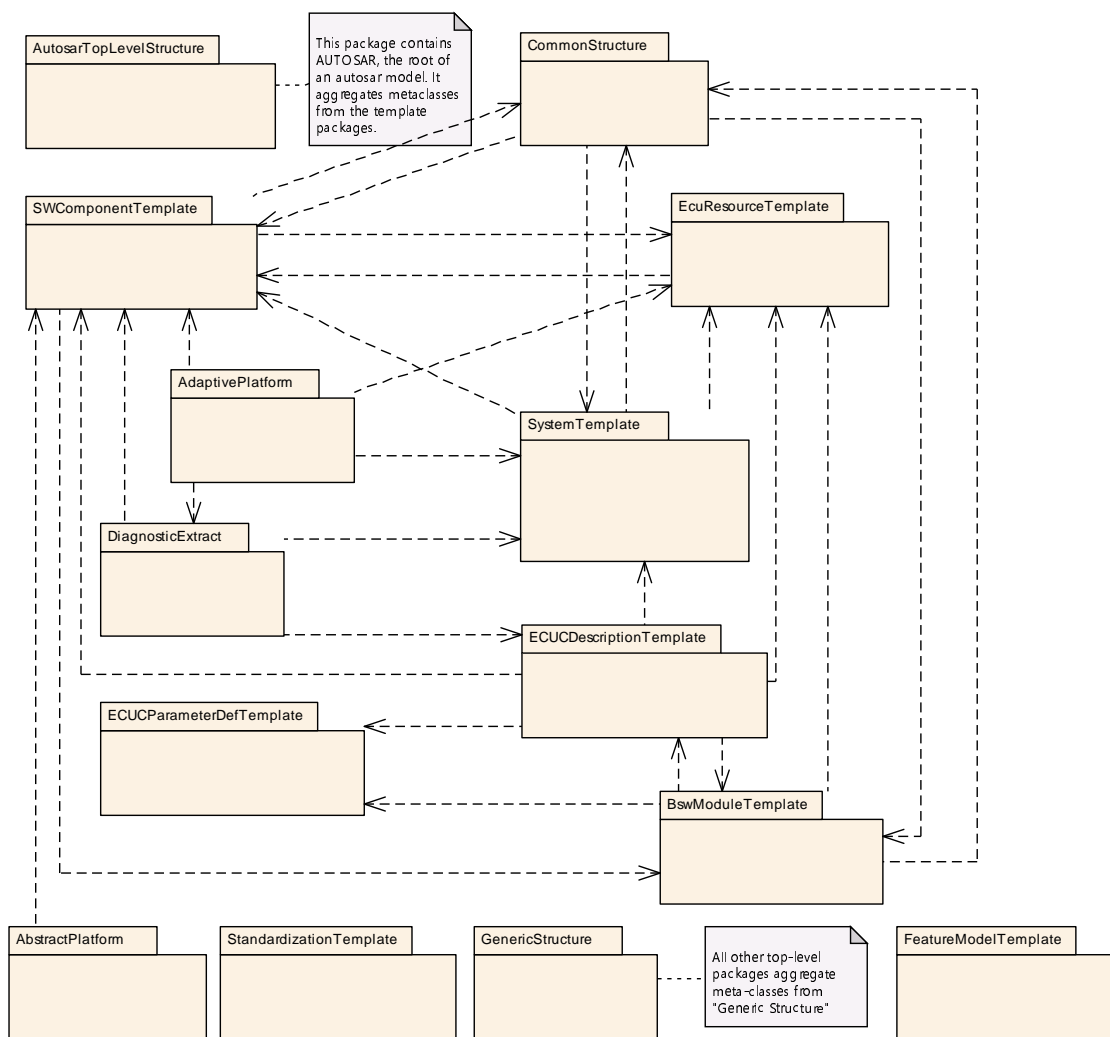 AutosarTopLevelStructure
This package contains
AUTOSAR, the root of
an autosar model. It
aggregates metaclasses
from the template
packages.
CommonStructure
SWComponentTemplate
EcuResourceTemplate
AdaptivePlatform
SystemTemplate
DiagnosticExtract
ECUCDescriptionTemplate
ECUCParameterDefTemplate
BswModuleTemplate
AbstractPlatform
StandardizationTemplate
GenericStructure
All other top-level
packages aggregate
meta-classes from
"Generic Structure"
FeatureModelTemplate